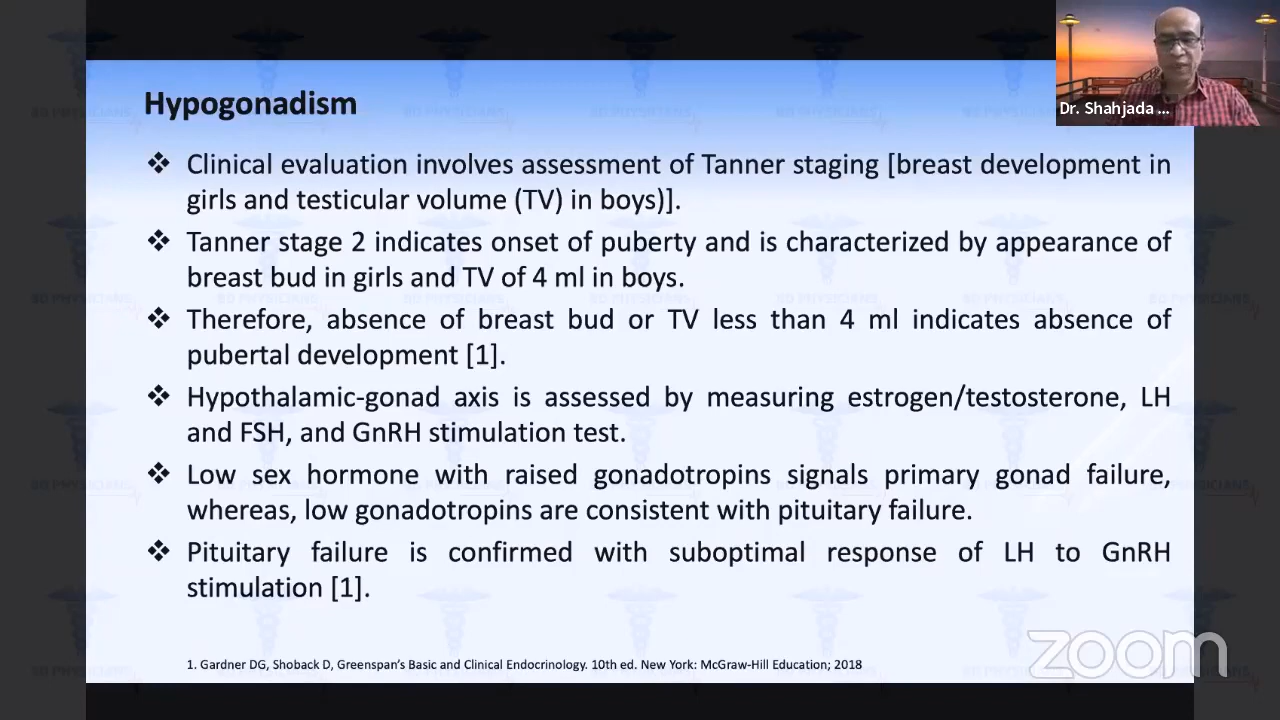 Hypogonadism
❖ Clinical evaluation involves assessment of Tanner staging [breast development in
girls and testicular volume (TV) in boys)].
❖ Tanner stage 2 indicates onset of puberty and is characterized by appearance of
breast bud in girls and TV of 4 ml in boys.
❖ Therefore, absence of breast bud or TV less than 4 ml indicates absence of
pubertal development [1].
❖ Hypothalamic-gonad axis is assessed by measuring estrogen/testosterone, LH
and FSH, and GnRH stimulation test.
❖ Low sex hormone with raised gonadotropins signals primary gonad failure,
whereas, low gonadotropins are consistent with pituitary failure.
❖ Pituitary failure is confirmed with suboptimal response of LH to GnRH
stimulation [1].
1. Gardner DG, Shoback D, Greenspan's Basic and Clinical Endocrinology. 10th ed. New York: McGraw-Hill Education; 2018
Dr. Shahjada ...
zoom
BD PHYSICIANS